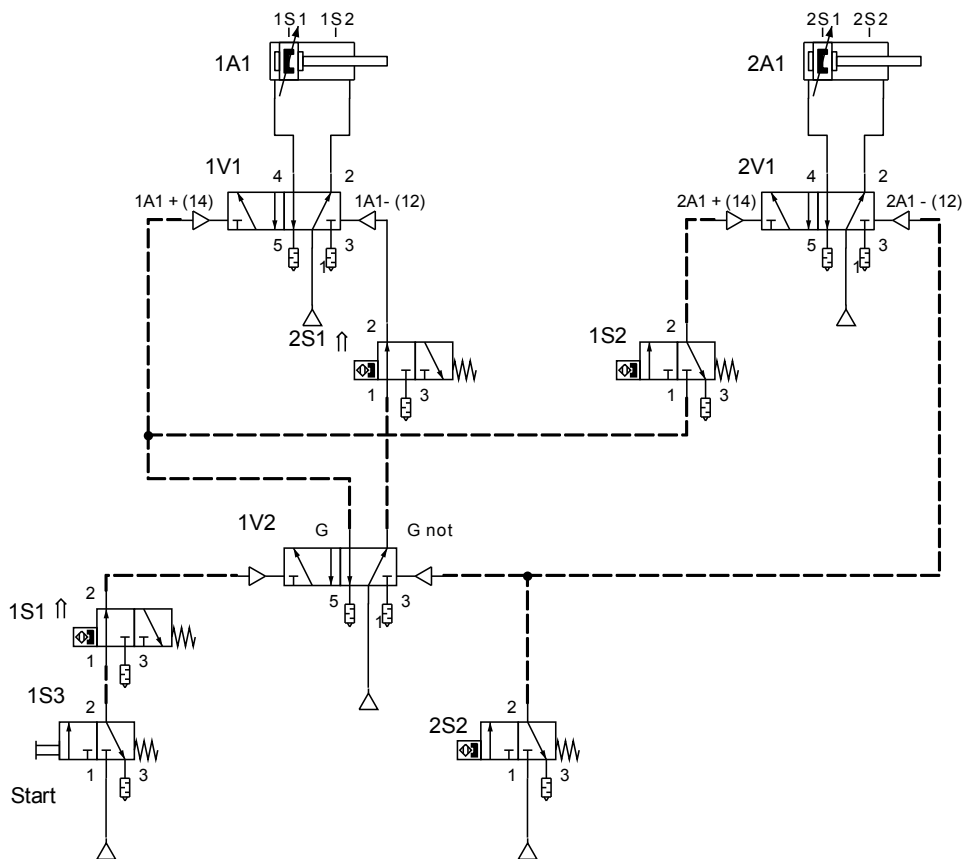 1S1 1S2 2S1 2S2
1A1 2A1
1V1 4 2 2V1 4 2
1A1 + (14) 1A1- (12) 2A1 + (14) 2A1 - (12)
5 3 5 3
1 1
2S1 ⇑ 2 1S2 2
1 3 1 3
1V2 G G not
2 5 3
1S1 ⇑ 1
1 3
1S3 2 2
2S2
1 3 1 3
Start